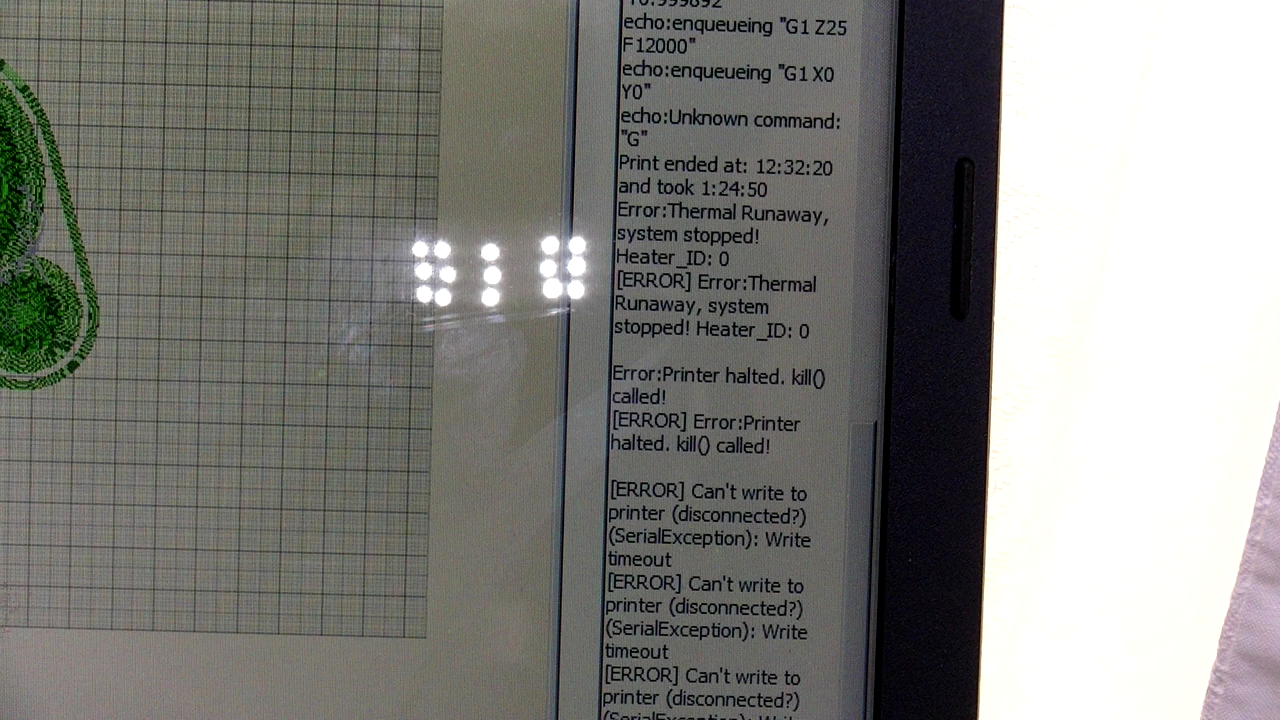 echo:enqueueing "G1 Z25
F12000"
echo:enqueueing "G1 X0
Y0"
echo:Unknown command:
"G"
Print ended at: 12:32:20
and took 1:24:50
Error:Thermal Runaway,
system stopped!
Heater_ID: 0
[ERROR] Error:Thermal
Runaway, system
stopped! Heater_ID: 0
Error:Printer halted. kill()
called!
[ERROR] Error:Printer
halted. kill() called!
[ERROR] Can't write to
printer (disconnected?)
(SerialException): Write
timeout
[ERROR] Can't write to
printer (disconnected?)
(SerialException): Write
timeout
[ERROR] Can't write to
printer (disconnected?)